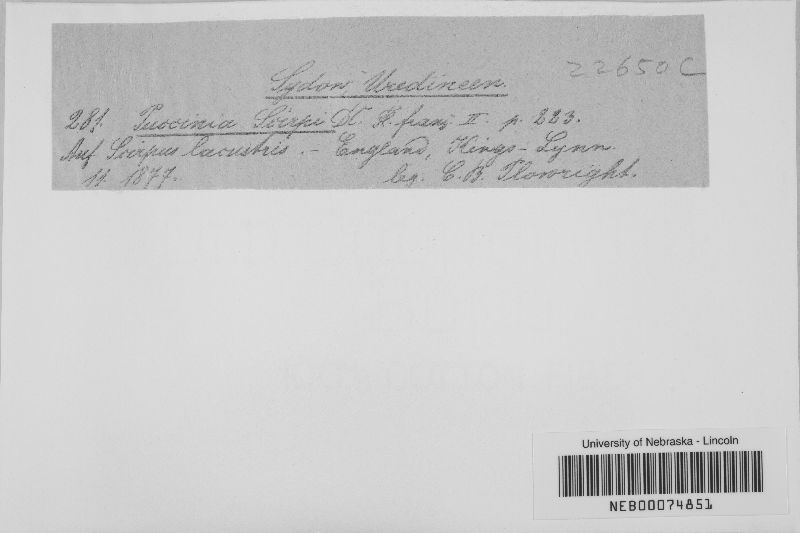 Sydow Uredineen.
22650C
281. Puccinia Scirpi DC. Fl. franç II. p. 223.
Auf Scirpus lacustris. – England, Kings-Lynn.
11. 1877. leg. C. B. Plowright.
University of Nebraska - Lincoln
NEB00074851